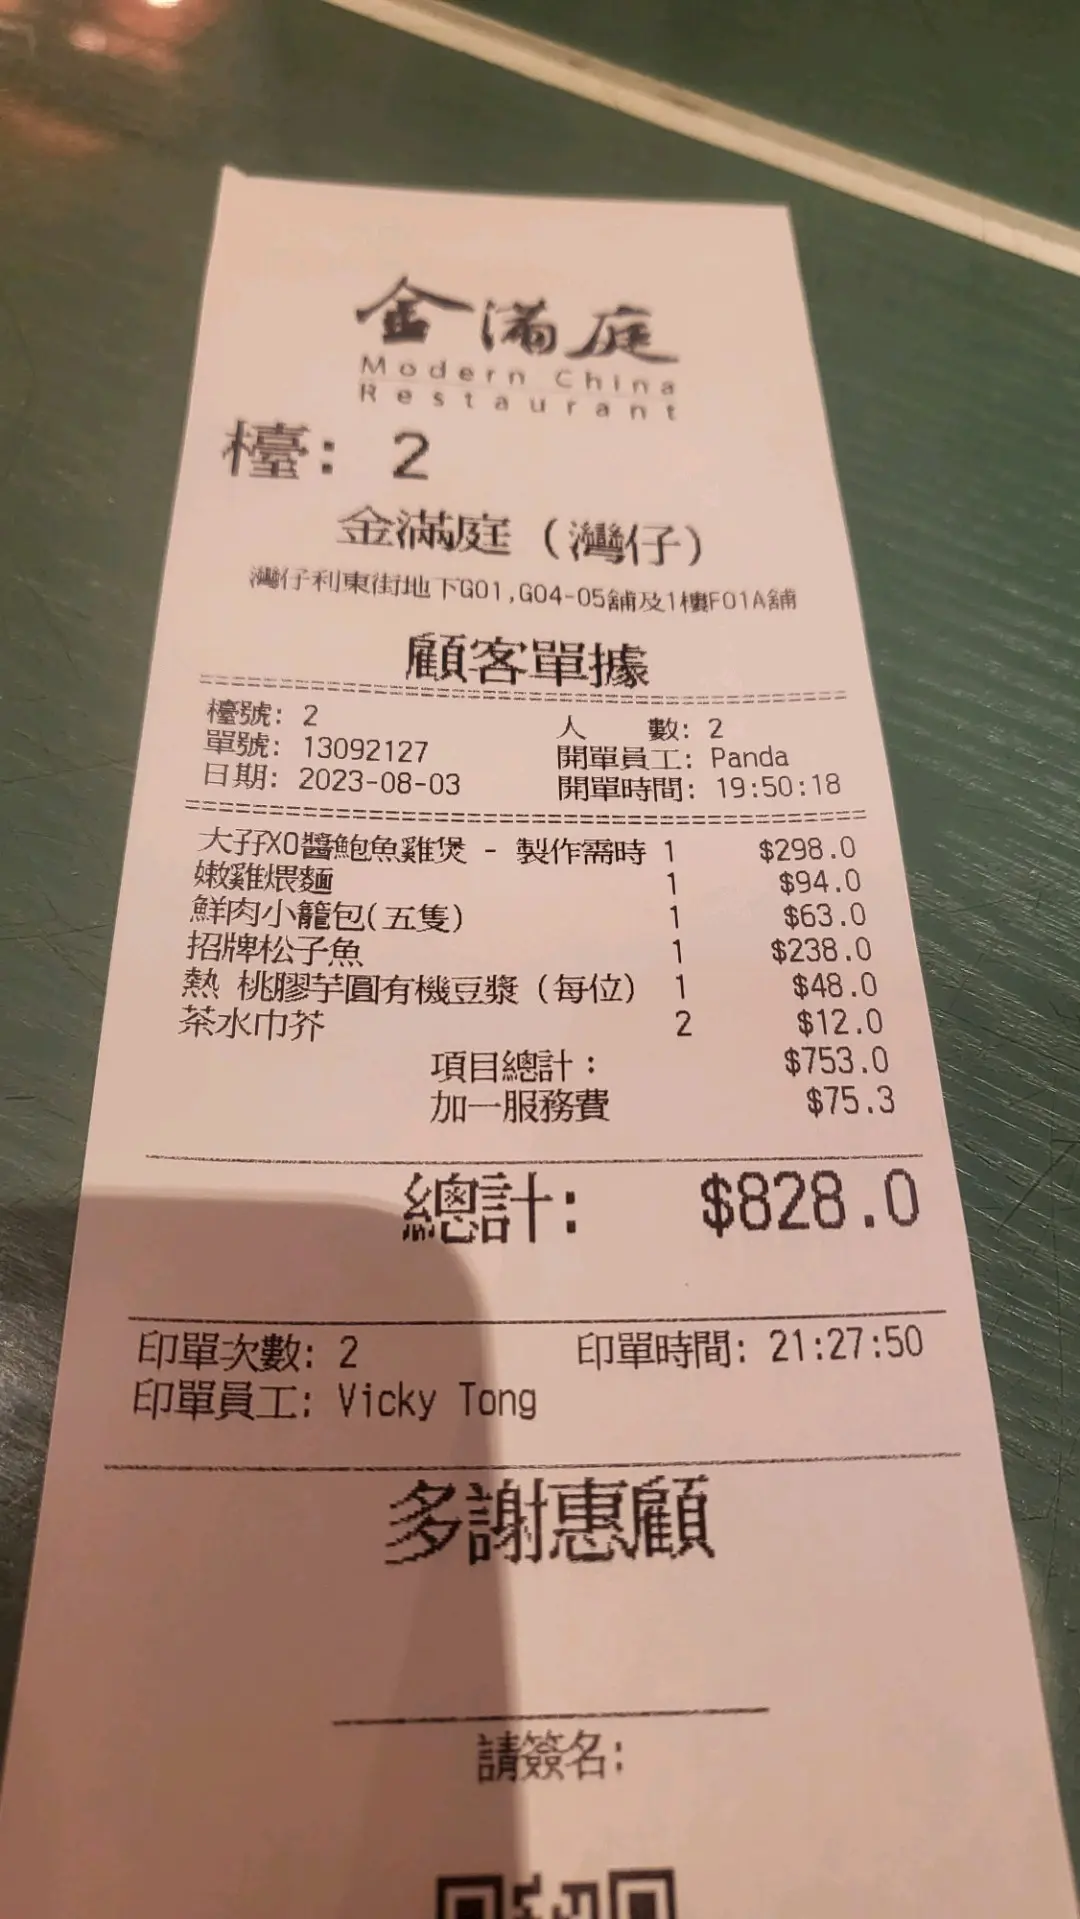 金滿庭
Modern China
Restaurant
檯: 2
金滿庭 (灣仔)
灣仔利東街地下G01,G04-05舖及1樓F01A舖
顧客單據
檯號: 2 人 數: 2
單號: 13092127 開單員工: Panda
日期: 2023-08-03 開單時間: 19:50:18
大孖XO醬鮑魚雞煲 - 製作需時 1 $298.0
嫩雞煨麵 1 $94.0
鮮肉小籠包(五隻) 1 $63.0
招牌松子魚 1 $238.0
熱 桃膠芋圓有機豆漿 (每位) 1 $48.0
茶水巾芥 2 $12.0
項目總計: $753.0
加一服務費 $75.3
總計: $828.0
印單次數: 2 印單時間: 21:27:50
印單員工: Vicky Tong
多謝惠顧
請簽名: